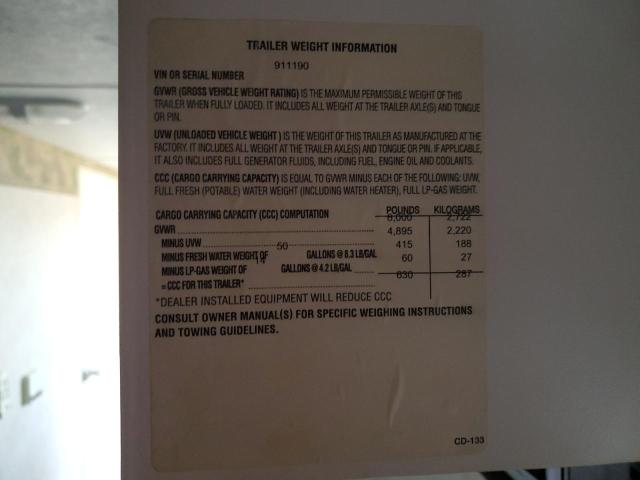 TRAILER WEIGHT INFORMATION
911190
VIN OR SERIAL NUMBER
GVWR (GROSS VEHICLE WEIGHT RATING) IS THE MAXIMUM PERMISSIBLE WEIGHT OF THIS
TRAILER WHEN FULLY LOADED. IT INCLUDES ALL WEIGHT AT THE TRAILER AXLE(S) AND TONGUE
OR PIN.
UVW (UNLOADED VEHICLE WEIGHT ) IS THE WEIGHT OF THIS TRAILER AS MANUFACTURED AT THE
FACTORY. IT INCLUDES ALL WEIGHT AT THE TRAILER AXLE(S) AND TONGUE OR PIN. IF APPLICABLE,
IT ALSO INCLUDES FULL GENERATOR FLUIDS, INCLUDING FUEL, ENGINE OIL AND COOLANTS.
CCC (CARGO CARRYING CAPACITY) IS EQUAL TO GVWR MINUS EACH OF THE FOLLOWING: UVW,
FULL FRESH (POTABLE) WATER WEIGHT (INCLUDING WATER HEATER), FULL LP-GAS WEIGHT.
CARGO CARRYING CAPACITY (CCC) COMPUTATION POUNDS KILOGRAMS
6,000 2,722
GVWR 4,895 2,220
MINUS UVW 50 415 188
MINUS FRESH WATER WEIGHT OF 14 GALLONS @ 8.3 LB/GAL 60 27
MINUS LP-GAS WEIGHT OF GALLONS @ 4.2 LB/GAL 630 287
= CCC FOR THIS TRAILER*
*DEALER INSTALLED EQUIPMENT WILL REDUCE CCC
CONSULT OWNER MANUAL(S) FOR SPECIFIC WEIGHING INSTRUCTIONS
AND TOWING GUIDELINES.
CD-133